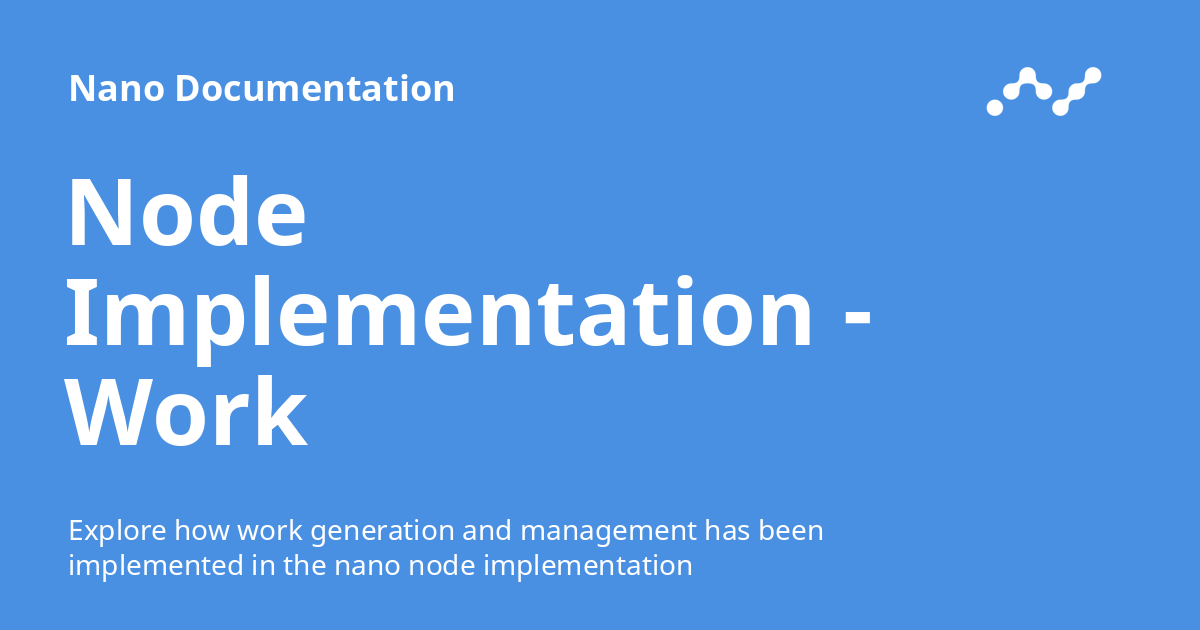 Nano Documentation
Node
Implementation -
Work
Explore how work generation and management has been
implemented in the nano node implementation